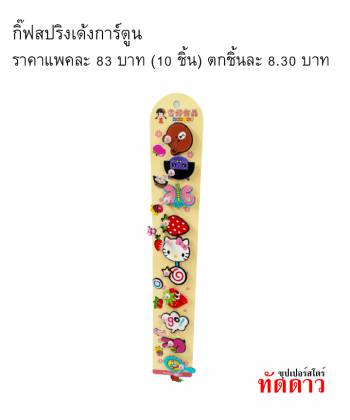 กิ๊ฟสปริงเด้งการ์ตูน
ราคาแพคละ 83 บาท (10 ชิ้น) ตกชิ้นละ 8.30 บาท
ซุปเปอร์สโตร์
ทัดดาว